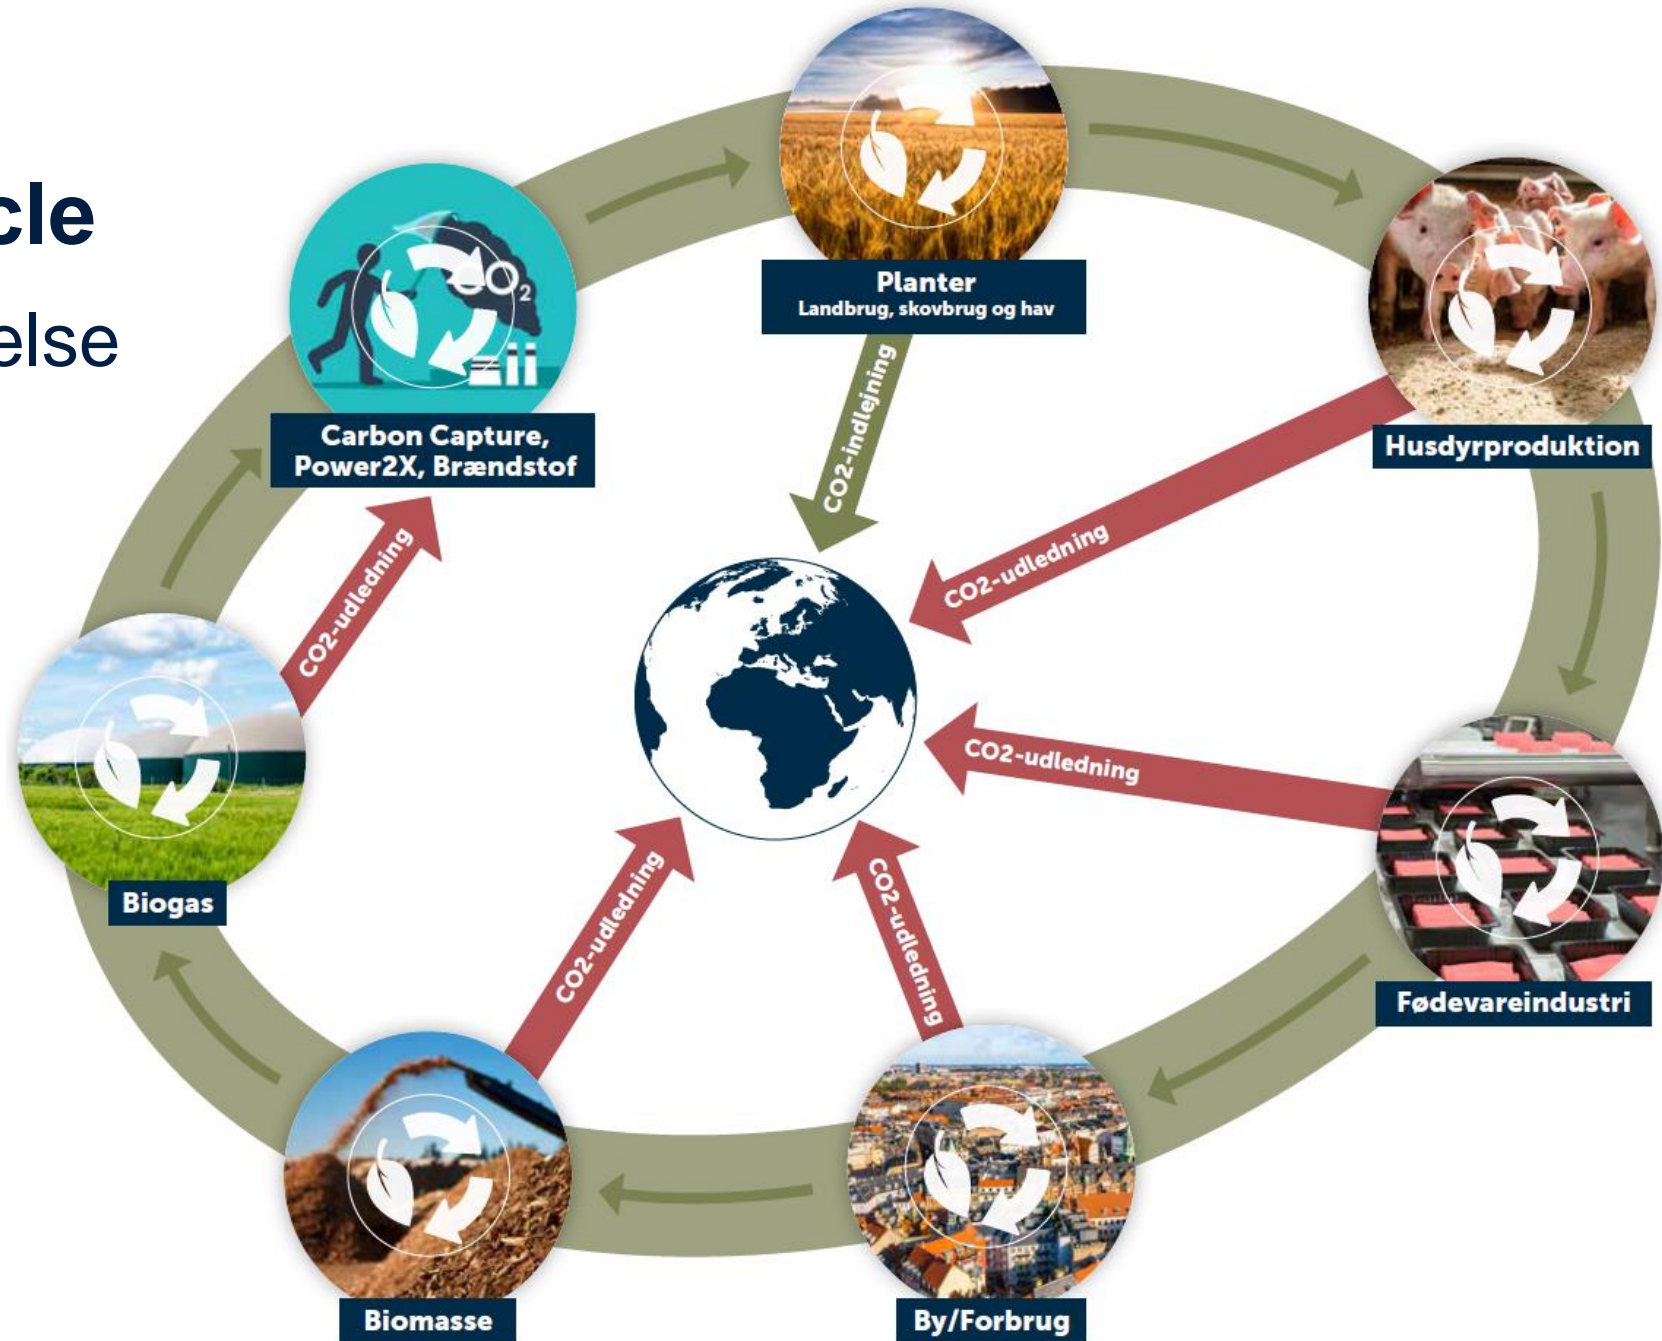 cle
else
Planter
Landbrug, skovbrug og hav
CO₂
Carbon Capture,
Power2X, Brændstof
Husdyrproduktion
CO2-indlejning
CO2-udledning
CO2-udledning
CO2-udledning
Biogas
CO2-udledning
CO2-udledning
Fødevareindustri
Biomasse
By/Forbrug